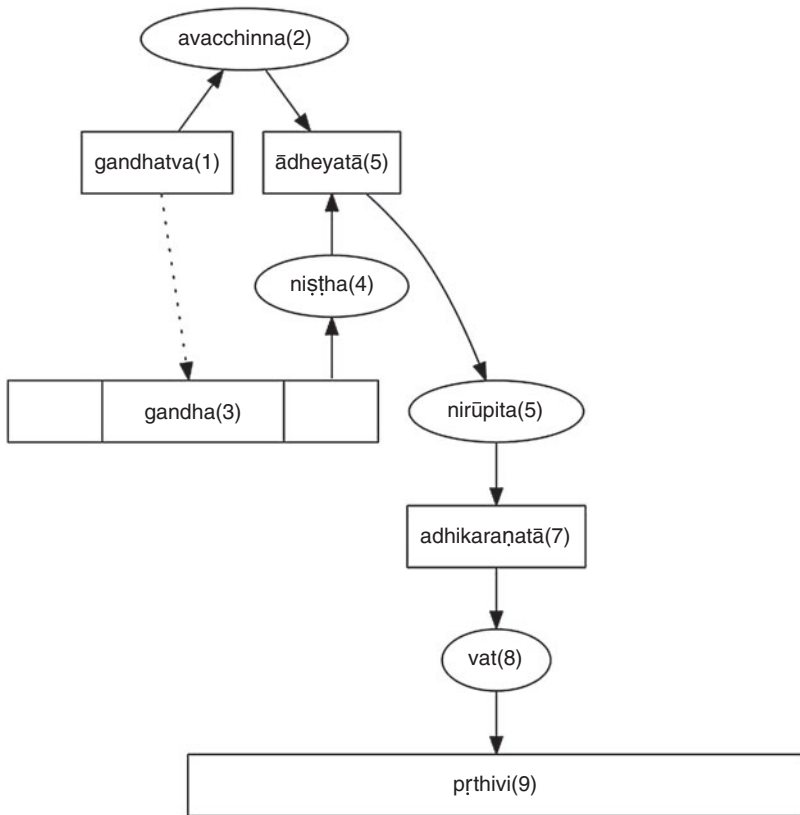 avacchinna(2)
gandhatva(1)
ādheyatā(5)
niṣṭha(4)
gandha(3)
nirūpita(5)
adhikaraṇatā(7)
vat(8)
pṛthivi(9)